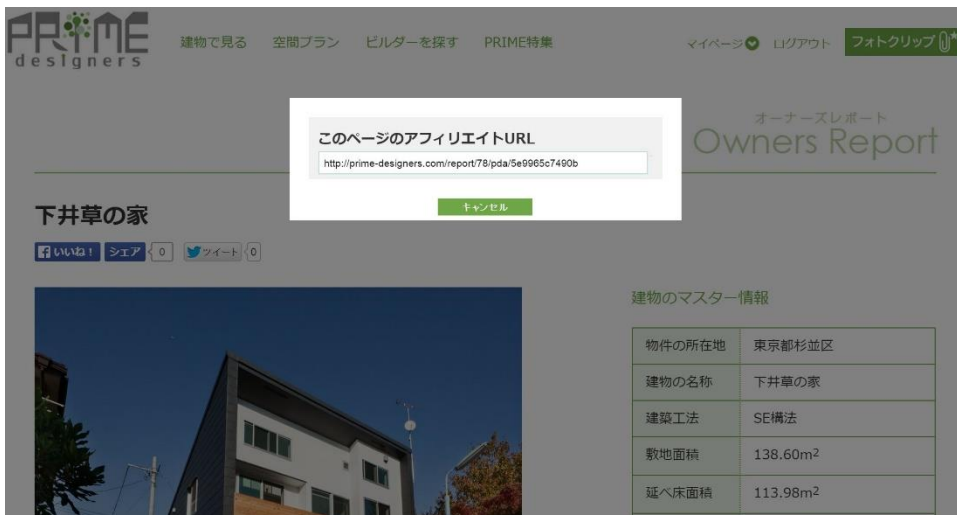 PRIME
designers
建物で見る 空間プラン ビルダーを探す PRIME特集 マイページ ログアウト フォトクリップ
このページのアフィリエイトURL
http://prime-designers.com/report/78/pda/5e9965c7490b
キャンセル
オーナーズレポート
Owners Report
下井草の家
いいね! シェア 0 ツイート 0
建物のマスター情報
物件の所在地 東京都杉並区
建物の名称 下井草の家
建築工法 SE構法
敷地面積 138.60m2
延べ床面積 113.98m2